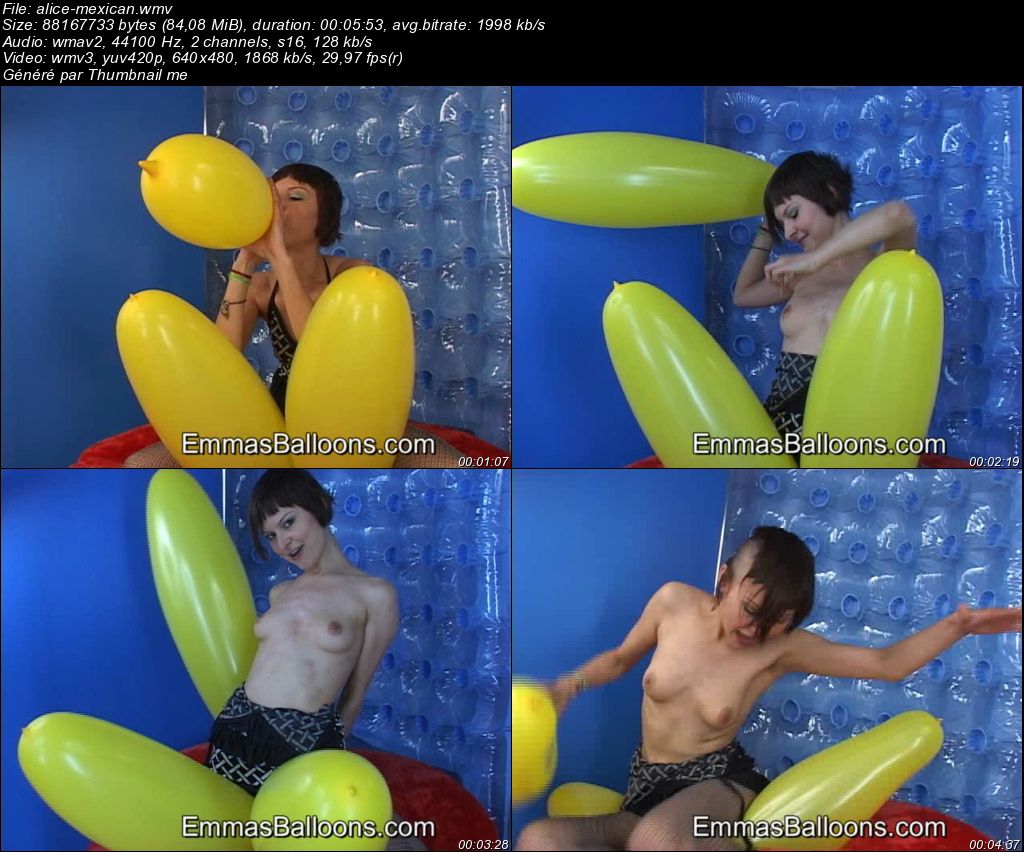 File: alice-mexican.wmv
Size: 88167733 bytes (84,08 MiB), duration: 00:05:53, avg.bitrate: 1998 kb/s
Audio: wmav2, 44100 Hz, 2 channels, s16, 128 kb/s
Video: wmv3, yuv420p, 640x480, 1868 kb/s, 29,97 fps(r)
Généré par Thumbnail me
EmmasBalloons.com
00:01:07
EmmasBalloons.com
00:02:19
EmmasBalloons.com
00:03:28
EmmasBalloons.com
00:04:37